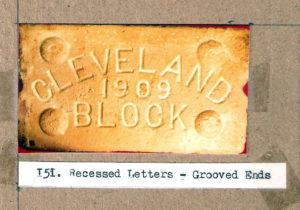 CLEVELAND
1909
BLOCK
151. Recessed Letters - Grooved Ends